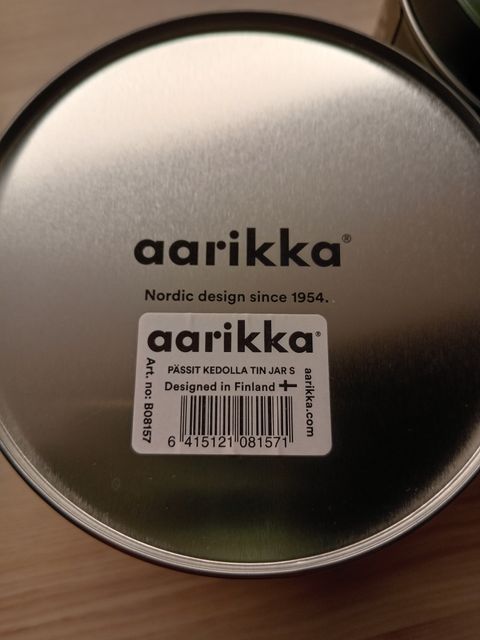 aarikka®
Nordic design since 1954.
aarikka®
PÄSSIT KEDOLLA TIN JAR S
Designed in Finland
Art. no: B08157
aarikka.com
6 415121 081571